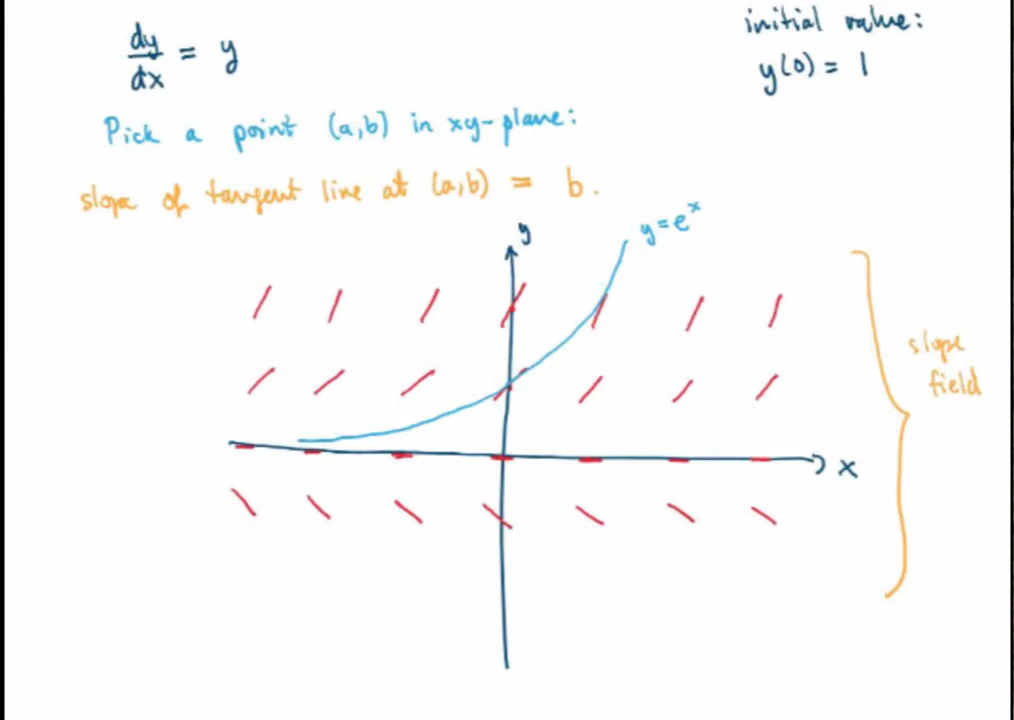 dy/dx = y
initial value:
y(0) = 1
Pick a point (a,b) in xy-plane:
slope of tangent line at (a,b) = b.
y
y=e^x
slope
field
x